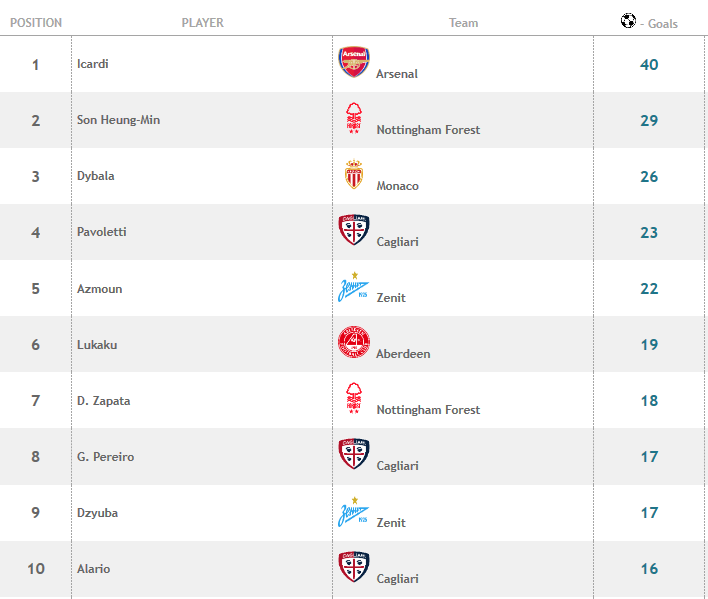 POSITION PLAYER Team - Goals
1 Icardi Arsenal 40
2 Son Heung-Min Nottingham Forest 29
3 Dybala Monaco 26
4 Pavoletti Cagliari 23
5 Azmoun Zenit 22
6 Lukaku Aberdeen 19
7 D. Zapata Nottingham Forest 18
8 G. Pereiro Cagliari 17
9 Dzyuba Zenit 17
10 Alario Cagliari 16